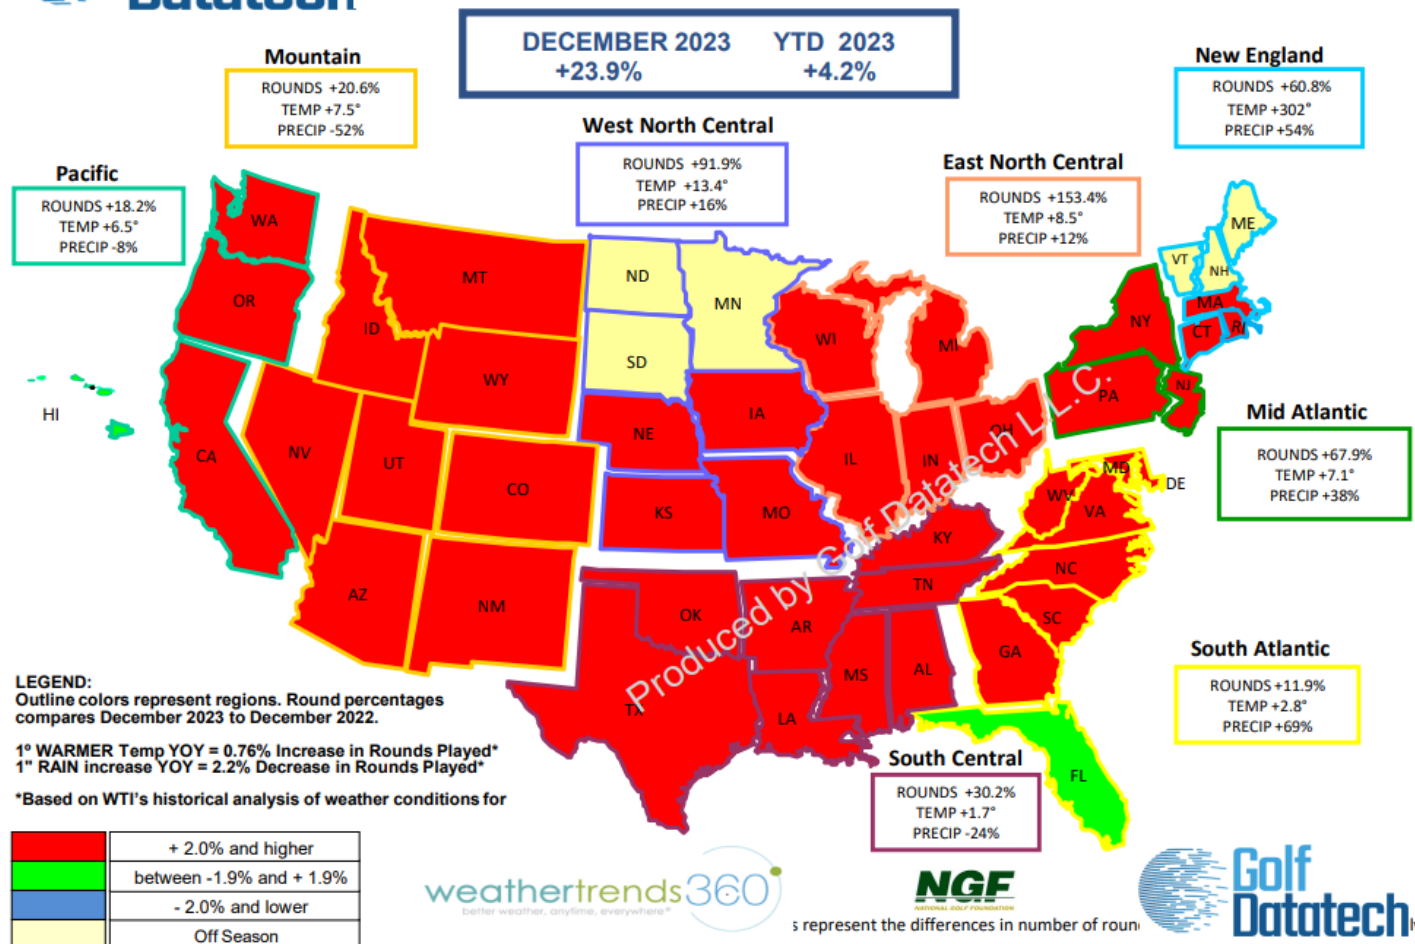 Datatech
DECEMBER 2023 YTD 2023
+23.9% +4.2%
Mountain
ROUNDS +20.6%
TEMP +7.5°
PRECIP -52%
New England
ROUNDS +60.8%
TEMP +302°
PRECIP +54%
West North Central
ROUNDS +91.9%
TEMP +13.4°
PRECIP +16%
East North Central
ROUNDS +153.4%
TEMP +8.5°
PRECIP +12%
Pacific
ROUNDS +18.2%
TEMP +6.5°
PRECIP -8%
WA
OR
CA
HI
MT
ID
WY
NV
UT
CO
AZ
NM
ND
MN
SD
NE
IA
KS
MO
WI
MI
IL
IN
OH
ME
VT
NH
MA
CT
RI
NY
PA
NJ
Mid Atlantic
ROUNDS +67.9%
TEMP +7.1°
PRECIP +38%
MD
DE
WV
VA
NC
SC
GA
FL
KY
TN
OK
AR
TX
LA
MS
AL
Produced by Golf Datatech L.L.C.
South Atlantic
ROUNDS +11.9%
TEMP +2.8°
PRECIP +69%
South Central
ROUNDS +30.2%
TEMP +1.7°
PRECIP -24%
LEGEND:
Outline colors represent regions. Round percentages
compares December 2023 to December 2022.
1º WARMER Temp YOY = 0.76% Increase in Rounds Played*
1" RAIN increase YOY = 2.2% Decrease in Rounds Played*
*Based on WTI's historical analysis of weather conditions for
+ 2.0% and higher
between -1.9% and + 1.9%
- 2.0% and lower
Off Season
weathertrends360°
better weather, anytime, everywhere®
NGF
NATIONAL GOLF FOUNDATION
Golf
Datatech
s represent the differences in number of roun